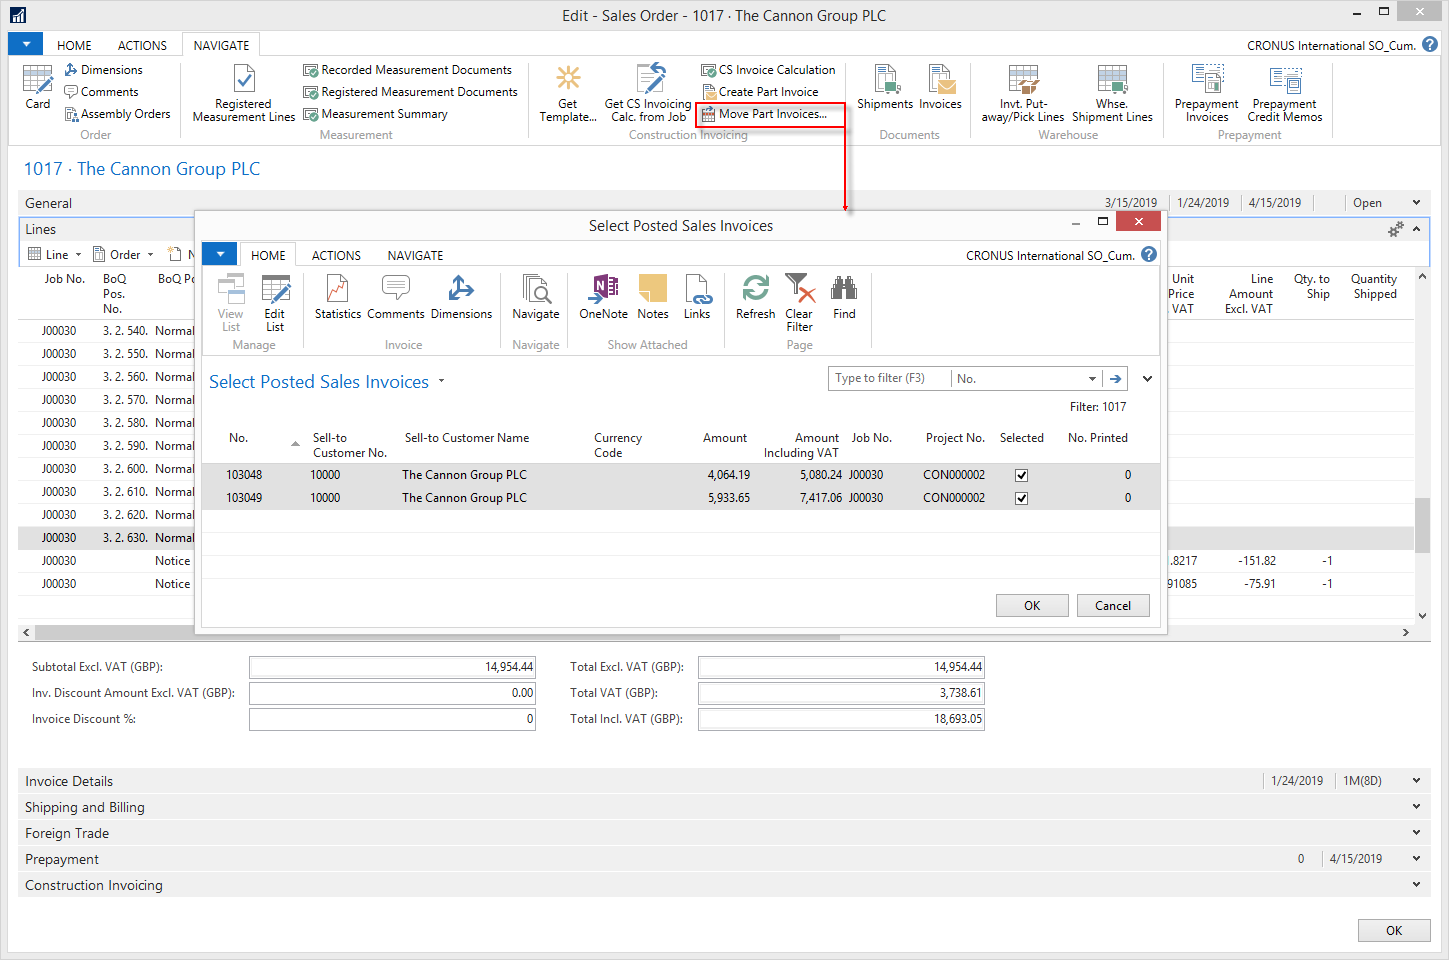 Edit - Sales Order - 1017 · The Cannon Group PLC
HOME ACTIONS NAVIGATE CRONUS International SO_Cum. ?
Card
Dimensions
Comments
Assembly Orders
Order
Registered
Measurement Lines
Recorded Measurement Documents
Registered Measurement Documents
Measurement Summary
Measurement
Get
Template...
Get CS Invoicing
Calc. from Job
CS Invoice Calculation
Create Part Invoice
Move Part Invoices...
Construction Invoicing
Shipments Invoices
Documents
Invt. Put-
away/Pick Lines
Whse.
Shipment Lines
Warehouse
Prepayment
Invoices
Prepayment
Credit Memos
Prepayment
1017 · The Cannon Group PLC
General 3/15/2019 1/24/2019 4/15/2019 Open
Lines
Line Order N
Job No.
BoQ
Pos.
No.
BoQ Po
Unit
Price
VAT
Line
Amount
Excl. VAT
Qty. to
Ship
Quantity
Shipped
J00030 3. 2. 540. Normal
J00030 3. 2. 550. Normal
J00030 3. 2. 560. Normal
J00030 3. 2. 570. Normal
J00030 3. 2. 580. Normal
J00030 3. 2. 590. Normal
J00030 3. 2. 600. Normal
J00030 3. 2. 610. Normal
J00030 3. 2. 620. Normal
J00030 3. 2. 630. Normal
J00030 Notice .8217 -151.82 -1
J00030 Notice 91085 -75.91 -1
Select Posted Sales Invoices
HOME ACTIONS NAVIGATE CRONUS International SO_Cum. ?
View
List
Edit
List
Manage
Statistics Comments Dimensions
Invoice
Navigate
Navigate
OneNote Notes Links
Show Attached
Refresh
Clear
Filter
Find
Page
Select Posted Sales Invoices
Type to filter (F3) No.
Filter: 1017
No.
Sell-to
Customer No.
Sell-to Customer Name
Currency
Code
Amount
Amount
Including VAT
Job No.
Project No.
Selected
No. Printed
103048 10000 The Cannon Group PLC 4,064.19 5,080.24 J00030 CON000002 0
103049 10000 The Cannon Group PLC 5,933.65 7,417.06 J00030 CON000002 0
OK Cancel
Subtotal Excl. VAT (GBP): 14,954.44 Total Excl. VAT (GBP): 14,954.44
Inv. Discount Amount Excl. VAT (GBP): 0.00 Total VAT (GBP): 3,738.61
Invoice Discount %: 0 Total Incl. VAT (GBP): 18,693.05
Invoice Details 1/24/2019 1M(8D)
Shipping and Billing
Foreign Trade
Prepayment 0 4/15/2019
Construction Invoicing
OK